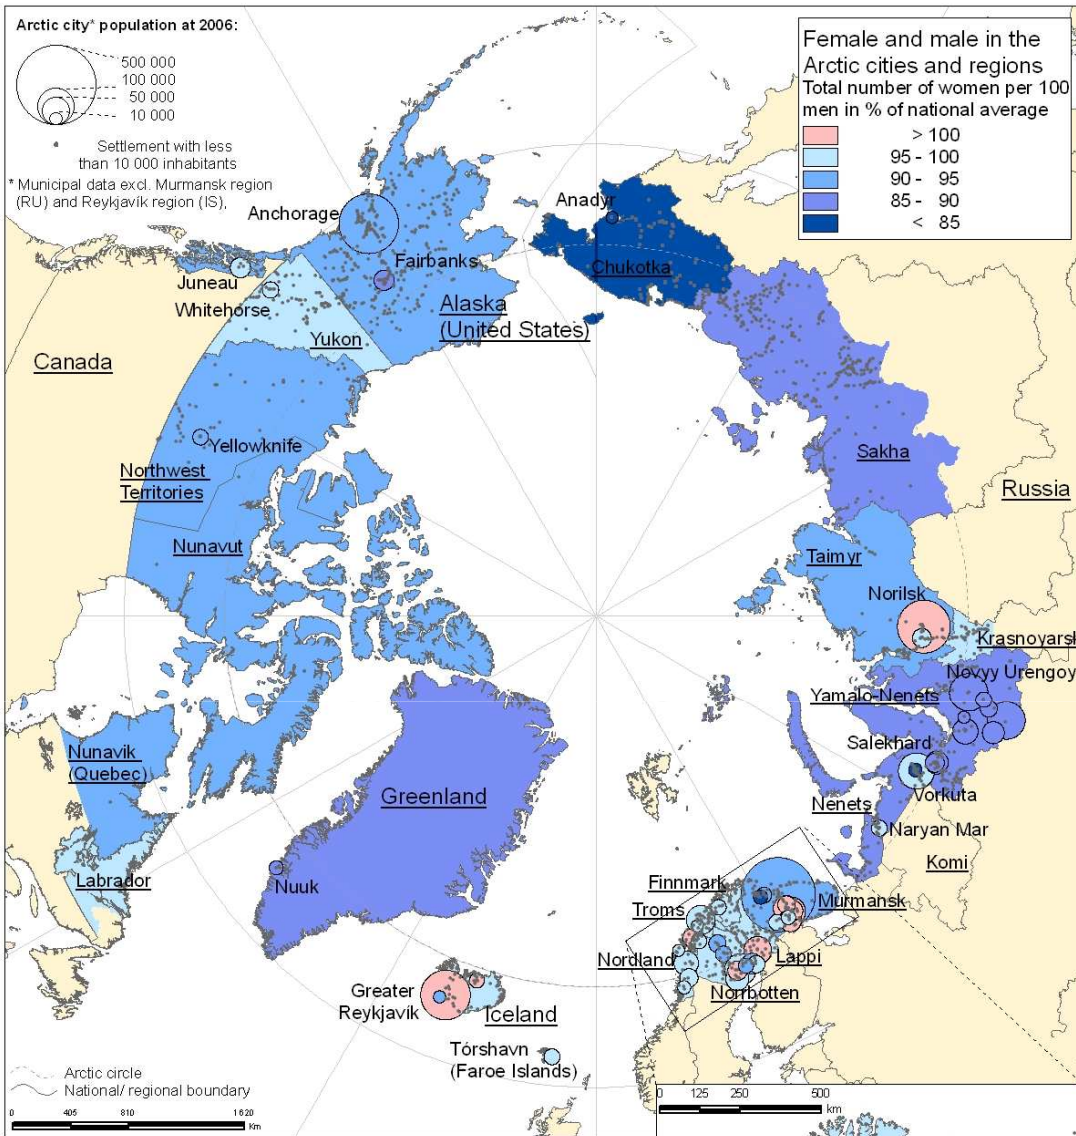 Arctic city* population at 2006:
500 000
100 000
50 000
10 000
Settlement with less
than 10 000 inhabitants
* Municipal data excl. Murmansk region
(RU) and Reykjavík region (IS),
Female and male in the
Arctic cities and regions
Total number of women per 100
men in % of national average
> 100
95 - 100
90 - 95
85 - 90
< 85
Anchorage
Anadyr
Fairbanks
Chukotka
Juneau
Whitehorse
Alaska
(United States)
Yukon
Canada
Yellowknife
Northwest
Territories
Sakha
Russia
Nunavut
Taimyr
Norilsk
Krasnoyarsk
Novyy Urengoy
Yamalo-Nenets
Nunavik
(Quebec)
Salekhard
Greenland
Vorkuta
Nenets
Naryan Mar
Komi
Labrador
Nuuk
Finnmark
Murmansk
Troms
Nordland
Lappi
Norrbotten
Greater
Reykjavík
Iceland
Tórshavn
(Faroe Islands)
Arctic circle
National/ regional boundary
0 405 810 1 620
Km
0 125 250 500
km